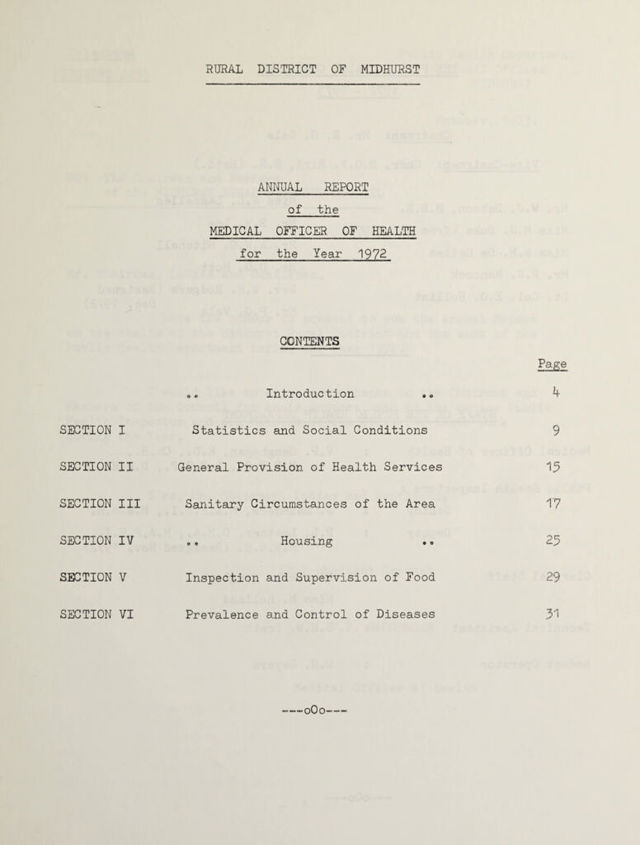 RURAL DISTRICT OF MIDHURST
ANNUAL REPORT
of the
MEDICAL OFFICER OF HEALTH
for the Year 1972
CONTENTS
Page
.. Introduction .. 4
SECTION I Statistics and Social Conditions 9
SECTION II General Provision of Health Services 15
SECTION III Sanitary Circumstances of the Area 17
SECTION IV .. Housing .. 25
SECTION V Inspection and Supervision of Food 29
SECTION VI Prevalence and Control of Diseases 31
---oOo---